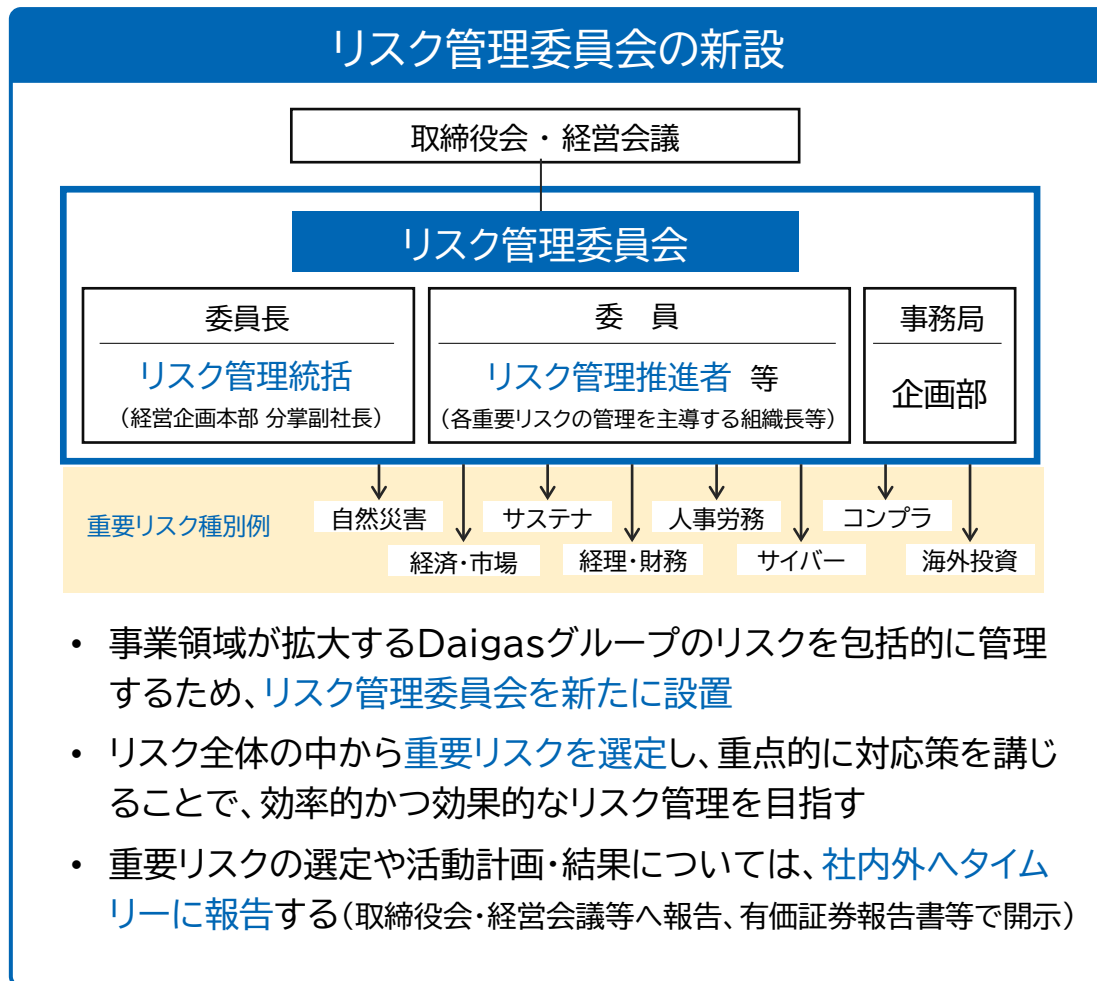 リスク管理委員会の新設
取締役会・経営会議
リスク管理委員会
委員長
リスク管理統括
（経営企画本部 分掌副社長）
委　員
リスク管理推進者 等
（各重要リスクの管理を主導する組織長等）
事務局
企画部
重要リスク種別例
自然災害
サステナ
人事労務
コンプラ
経済・市場
経理・財務
サイバー
海外投資
• 事業領域が拡大するDaigasグループのリスクを包括的に管理
するため、リスク管理委員会を新たに設置
• リスク全体の中から重要リスクを選定し、重点的に対応策を講じ
ることで、効率的かつ効果的なリスク管理を目指す
• 重要リスクの選定や活動計画・結果については、社内外へタイム
リーに報告する（取締役会・経営会議等へ報告、有価証券報告書等で開示）